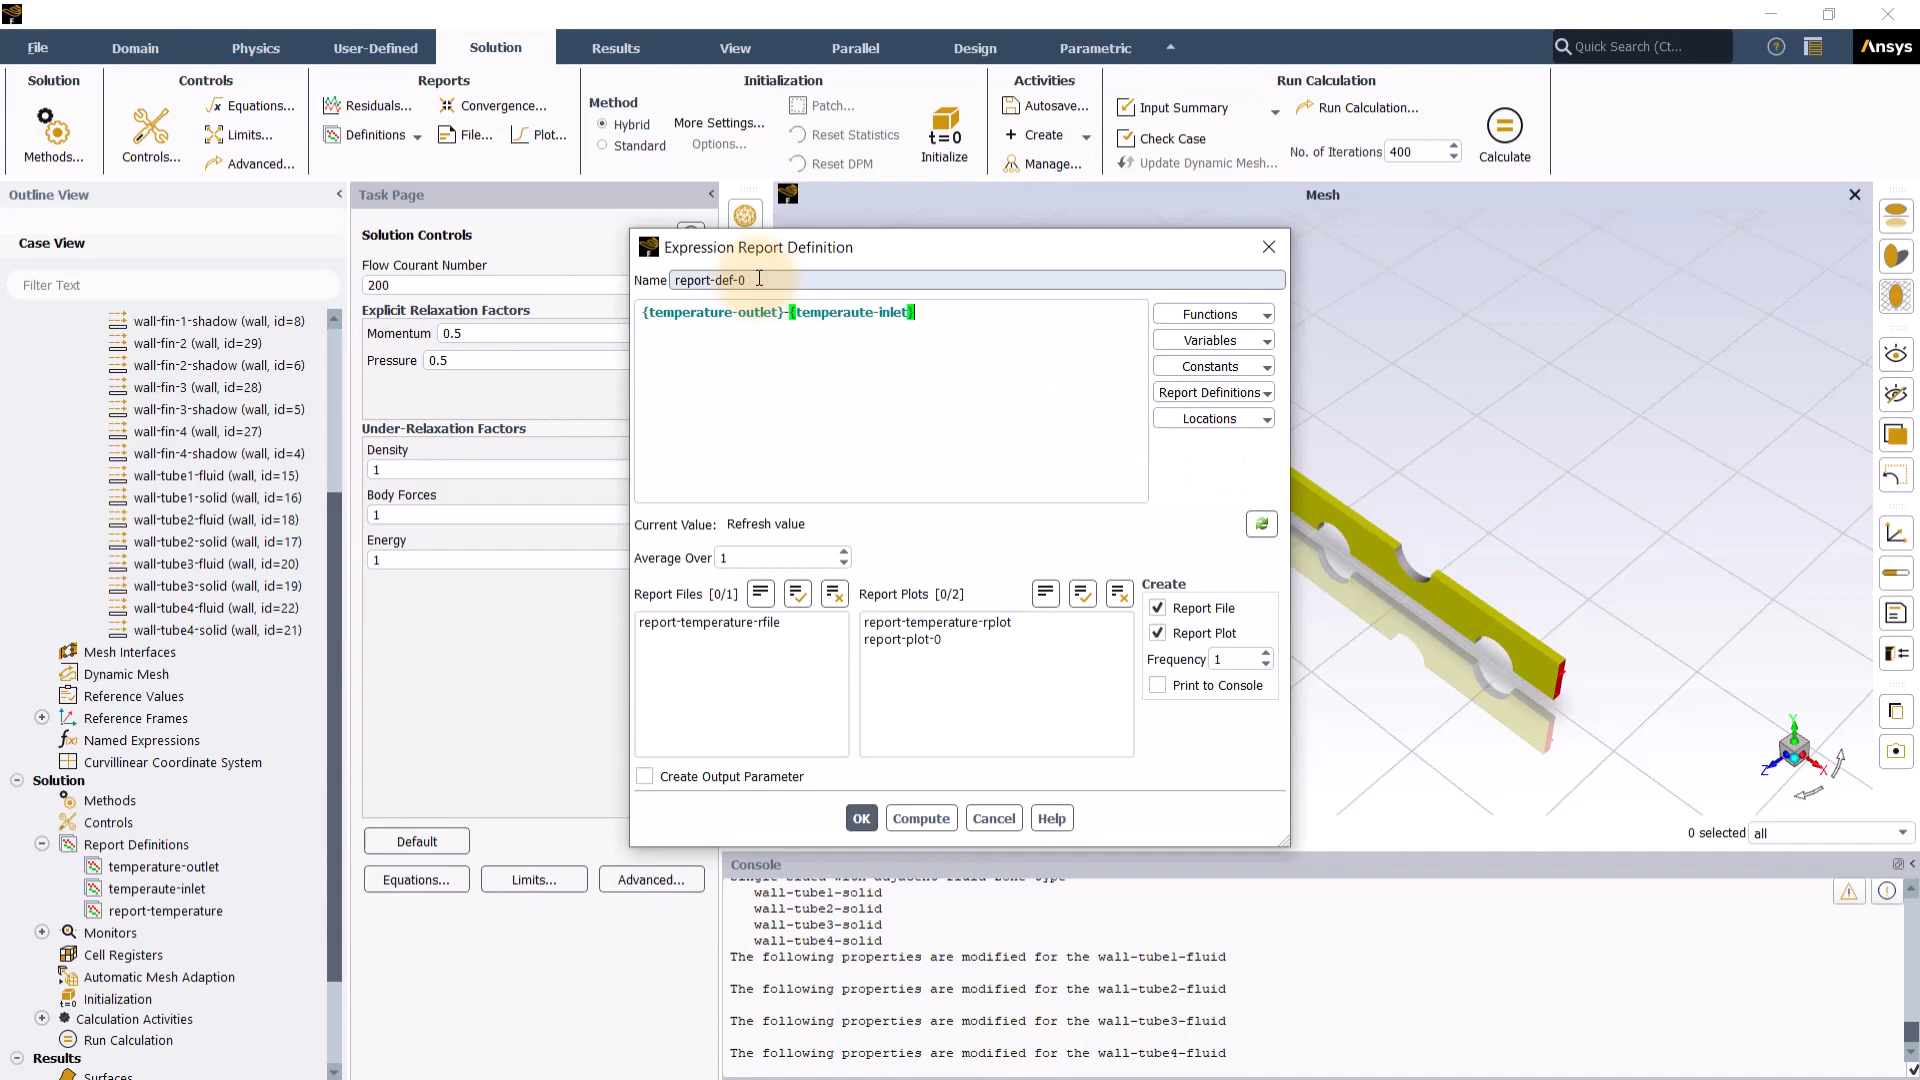 File
Domain
Physics
User-Defined
Solution
Results
View
Parallel
Design
Parametric
Quick Search (Ct...
Ansys
Solution
Controls
Reports
Initialization
Activities
Run Calculation
Methods...
Controls...
Equations...
Limits...
Advanced...
Residuals...
Convergence...
Definitions
File...
Plot...
Method
Hybrid
Standard
More Settings...
Options...
Patch...
Reset Statistics
Reset DPM
t=0
Initialize
Autosave...
Create
Manage...
Input Summary
Check Case
Update Dynamic Mesh...
Run Calculation...
No. of Iterations 400
Calculate
Outline View
Task Page
Mesh
Case View
Filter Text
wall-fin-1-shadow (wall, id=8)
wall-fin-2 (wall, id=29)
wall-fin-2-shadow (wall, id=6)
wall-fin-3 (wall, id=28)
wall-fin-3-shadow (wall, id=5)
wall-fin-4 (wall, id=27)
wall-fin-4-shadow (wall, id=4)
wall-tube1-fluid (wall, id=15)
wall-tube1-solid (wall, id=16)
wall-tube2-fluid (wall, id=18)
wall-tube2-solid (wall, id=17)
wall-tube3-fluid (wall, id=20)
wall-tube3-solid (wall, id=19)
wall-tube4-fluid (wall, id=22)
wall-tube4-solid (wall, id=21)
Mesh Interfaces
Dynamic Mesh
Reference Values
Reference Frames
Named Expressions
Curvillinear Coordinate System
Solution
Methods
Controls
Report Definitions
temperature-outlet
temperaute-inlet
report-temperature
Monitors
Cell Registers
Automatic Mesh Adaption
Initialization
Calculation Activities
Run Calculation
Results
Surfaces
Solution Controls
Flow Courant Number
200
Explicit Relaxation Factors
Momentum 0.5
Pressure 0.5
Under-Relaxation Factors
Density
1
Body Forces
1
Energy
1
Default
Equations...
Limits...
Advanced...
Expression Report Definition
Name report-def-0
{temperature-outlet}-{temperaute-inlet}
Functions
Variables
Constants
Report Definitions
Locations
Current Value: Refresh value
Average Over 1
Report Files [0/1]
report-temperature-rfile
Report Plots [0/2]
report-temperature-rplot
report-plot-0
Create
Report File
Report Plot
Frequency 1
Print to Console
Create Output Parameter
OK
Compute
Cancel
Help
Y
Z
X
0 selected all
Console
wall-tube1-solid
wall-tube2-solid
wall-tube3-solid
wall-tube4-solid
The following properties are modified for the wall-tube1-fluid
The following properties are modified for the wall-tube2-fluid
The following properties are modified for the wall-tube3-fluid
The following properties are modified for the wall-tube4-fluid